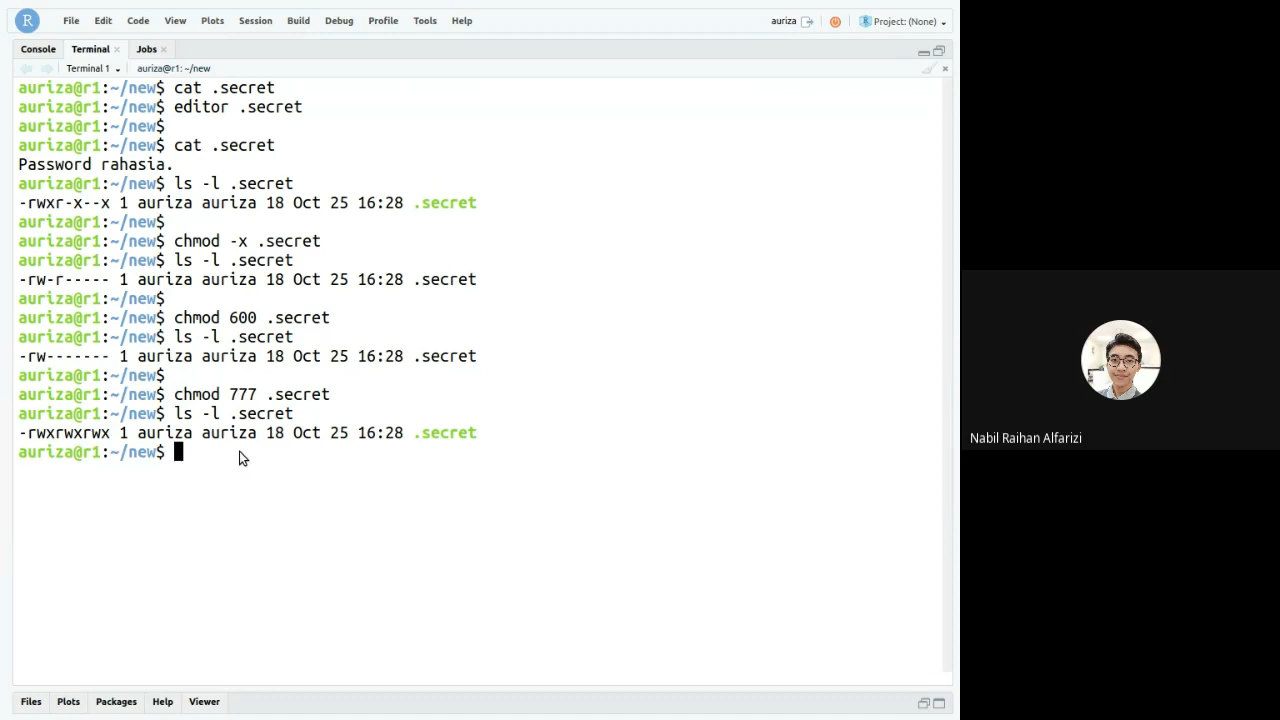 R File Edit Code View Plots Session Build Debug Profile Tools Help auriza R Project: (None)
Console Terminal Jobs
Terminal 1 auriza@r1: ~/new
auriza@r1:~/new$ cat .secret
auriza@r1:~/new$ editor .secret
auriza@r1:~/new$
auriza@r1:~/new$ cat .secret
Password rahasia.
auriza@r1:~/new$ ls -l .secret
-rwxr-x--x 1 auriza auriza 18 Oct 25 16:28 .secret
auriza@r1:~/new$
auriza@r1:~/new$ chmod -x .secret
auriza@r1:~/new$ ls -l .secret
-rw-r----- 1 auriza auriza 18 Oct 25 16:28 .secret
auriza@r1:~/new$
auriza@r1:~/new$ chmod 600 .secret
auriza@r1:~/new$ ls -l .secret
-rw------- 1 auriza auriza 18 Oct 25 16:28 .secret
auriza@r1:~/new$
auriza@r1:~/new$ chmod 777 .secret
auriza@r1:~/new$ ls -l .secret
-rwxrwxrwx 1 auriza auriza 18 Oct 25 16:28 .secret
auriza@r1:~/new$
Nabil Raihan Alfarizi
Files Plots Packages Help Viewer